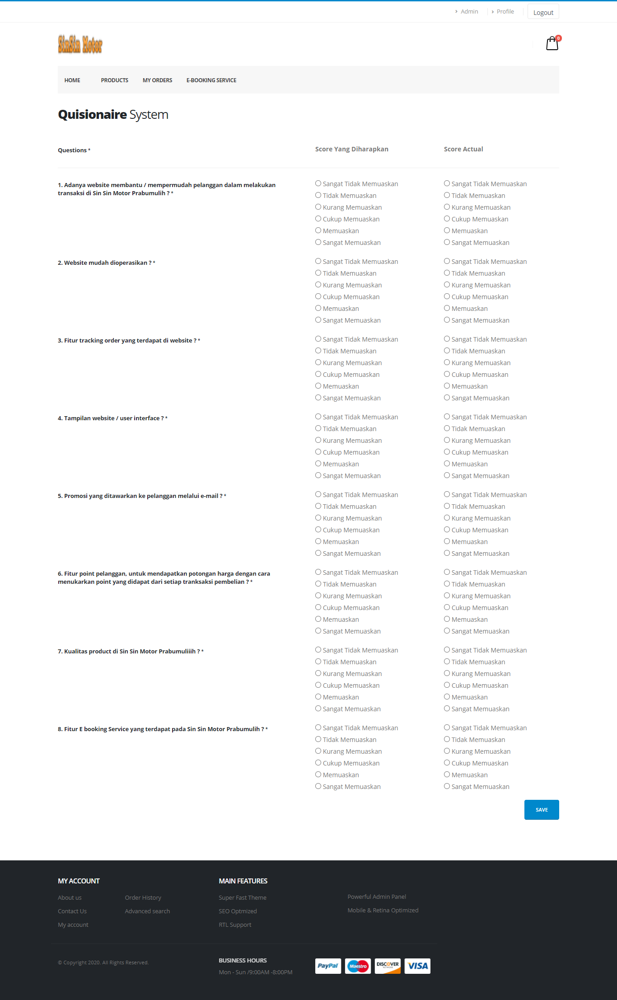 Admin
Profile
Logout
SinSin Motor
0
HOME
PRODUCTS
MY ORDERS
E-BOOKING SERVICE
Quisionaire System
Questions *
Score Yang Diharapkan
Score Actual
1. Adanya website membantu / mempermudah pelanggan dalam melakukan
transaksi di Sin Sin Motor Prabumulih ? *
Sangat Tidak Memuaskan
Tidak Memuaskan
Kurang Memuaskan
Cukup Memuaskan
Memuaskan
Sangat Memuaskan
Sangat Tidak Memuaskan
Tidak Memuaskan
Kurang Memuaskan
Cukup Memuaskan
Memuaskan
Sangat Memuaskan
2. Website mudah dioperasikan ? *
Sangat Tidak Memuaskan
Tidak Memuaskan
Kurang Memuaskan
Cukup Memuaskan
Memuaskan
Sangat Memuaskan
Sangat Tidak Memuaskan
Tidak Memuaskan
Kurang Memuaskan
Cukup Memuaskan
Memuaskan
Sangat Memuaskan
3. Fitur tracking order yang terdapat di website ? *
Sangat Tidak Memuaskan
Tidak Memuaskan
Kurang Memuaskan
Cukup Memuaskan
Memuaskan
Sangat Memuaskan
Sangat Tidak Memuaskan
Tidak Memuaskan
Kurang Memuaskan
Cukup Memuaskan
Memuaskan
Sangat Memuaskan
4. Tampilan website / user interface ? *
Sangat Tidak Memuaskan
Tidak Memuaskan
Kurang Memuaskan
Cukup Memuaskan
Memuaskan
Sangat Memuaskan
Sangat Tidak Memuaskan
Tidak Memuaskan
Kurang Memuaskan
Cukup Memuaskan
Memuaskan
Sangat Memuaskan
5. Promosi yang ditawarkan ke pelanggan melalui e-mail ? *
Sangat Tidak Memuaskan
Tidak Memuaskan
Kurang Memuaskan
Cukup Memuaskan
Memuaskan
Sangat Memuaskan
Sangat Tidak Memuaskan
Tidak Memuaskan
Kurang Memuaskan
Cukup Memuaskan
Memuaskan
Sangat Memuaskan
6. Fitur point pelanggan, untuk mendapatkan potongan harga dengan cara
menukarkan point yang didapat dari setiap tranksaksi pembelian ? *
Sangat Tidak Memuaskan
Tidak Memuaskan
Kurang Memuaskan
Cukup Memuaskan
Memuaskan
Sangat Memuaskan
Sangat Tidak Memuaskan
Tidak Memuaskan
Kurang Memuaskan
Cukup Memuaskan
Memuaskan
Sangat Memuaskan
7. Kualitas product di Sin Sin Motor Prabumuliiih ? *
Sangat Tidak Memuaskan
Tidak Memuaskan
Kurang Memuaskan
Cukup Memuaskan
Memuaskan
Sangat Memuaskan
Sangat Tidak Memuaskan
Tidak Memuaskan
Kurang Memuaskan
Cukup Memuaskan
Memuaskan
Sangat Memuaskan
8. Fitur E booking Service yang terdapat pada Sin Sin Motor Prabumulih ? *
Sangat Tidak Memuaskan
Tidak Memuaskan
Kurang Memuaskan
Cukup Memuaskan
Memuaskan
Sangat Memuaskan
Sangat Tidak Memuaskan
Tidak Memuaskan
Kurang Memuaskan
Cukup Memuaskan
Memuaskan
Sangat Memuaskan
SAVE
MY ACCOUNT
About us
Contact Us
My account
Order History
Advanced search
MAIN FEATURES
Super Fast Theme
SEO Optmized
RTL Support
Powerful Admin Panel
Mobile & Retina Optimized
© Copyright 2020. All Rights Reserved.
BUSINESS HOURS
Mon - Sun /9:00AM -8:00PM
PayPal
Maestro
DISCOVER
NETWORK
VISA